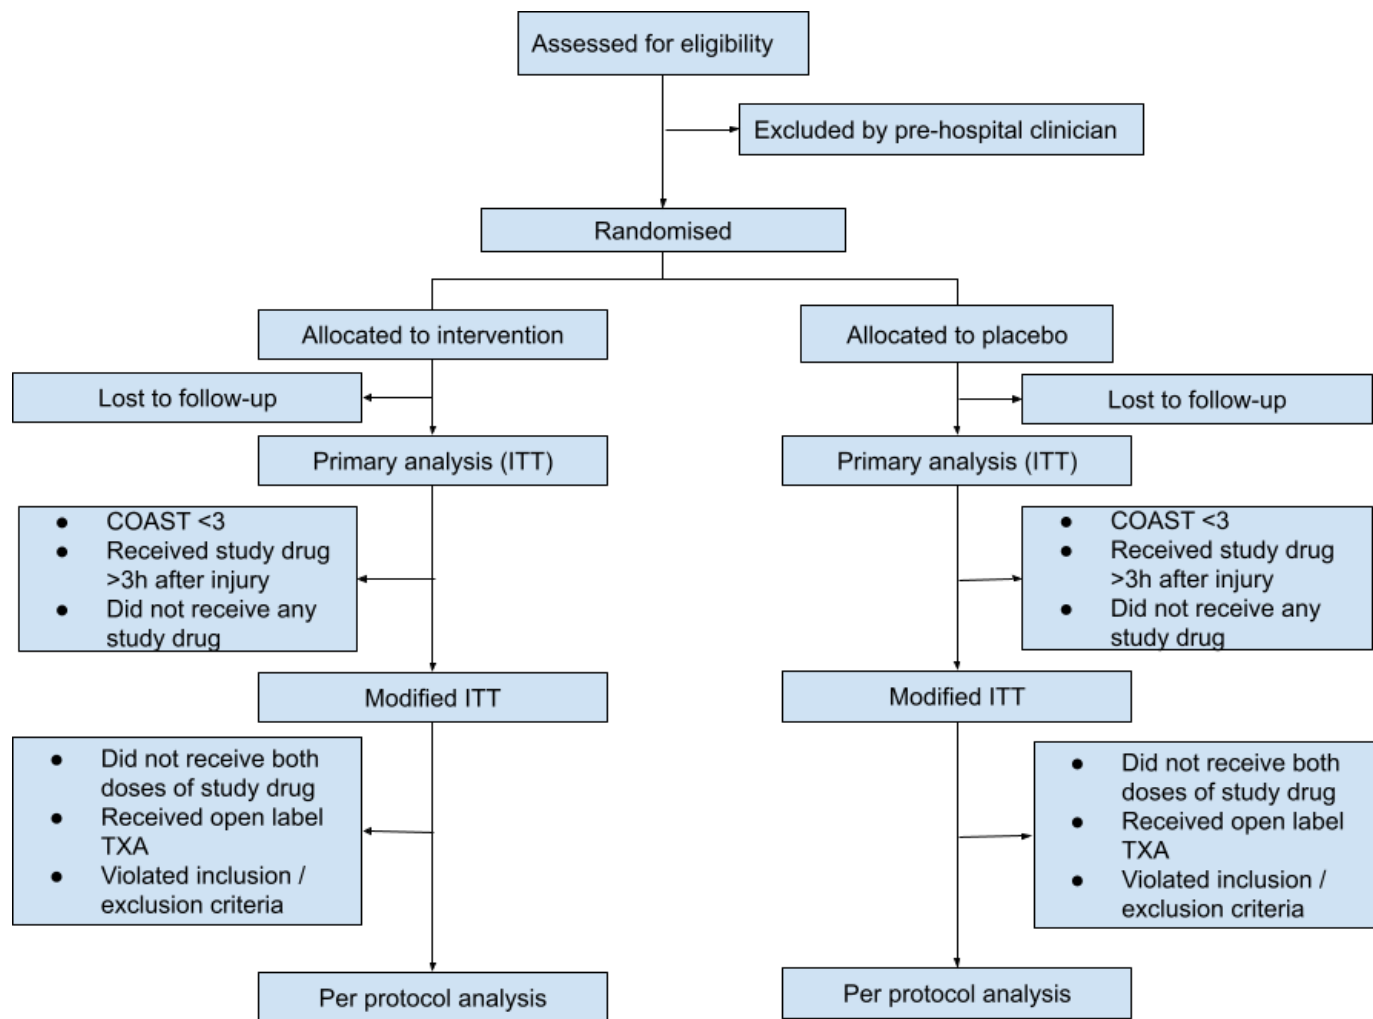 Assessed for eligibility
Excluded by pre-hospital clinician
Randomised
Allocated to intervention
Allocated to placebo
Lost to follow-up
Lost to follow-up
Primary analysis (ITT)
Primary analysis (ITT)
● COAST <3
● Received study drug
>3h after injury
● Did not receive any
study drug
● COAST <3
● Received study drug
>3h after injury
● Did not receive any
study drug
Modified ITT
Modified ITT
● Did not receive both
doses of study drug
● Received open label
TXA
● Violated inclusion /
exclusion criteria
● Did not receive both
doses of study drug
● Received open label
TXA
● Violated inclusion /
exclusion criteria
Per protocol analysis
Per protocol analysis